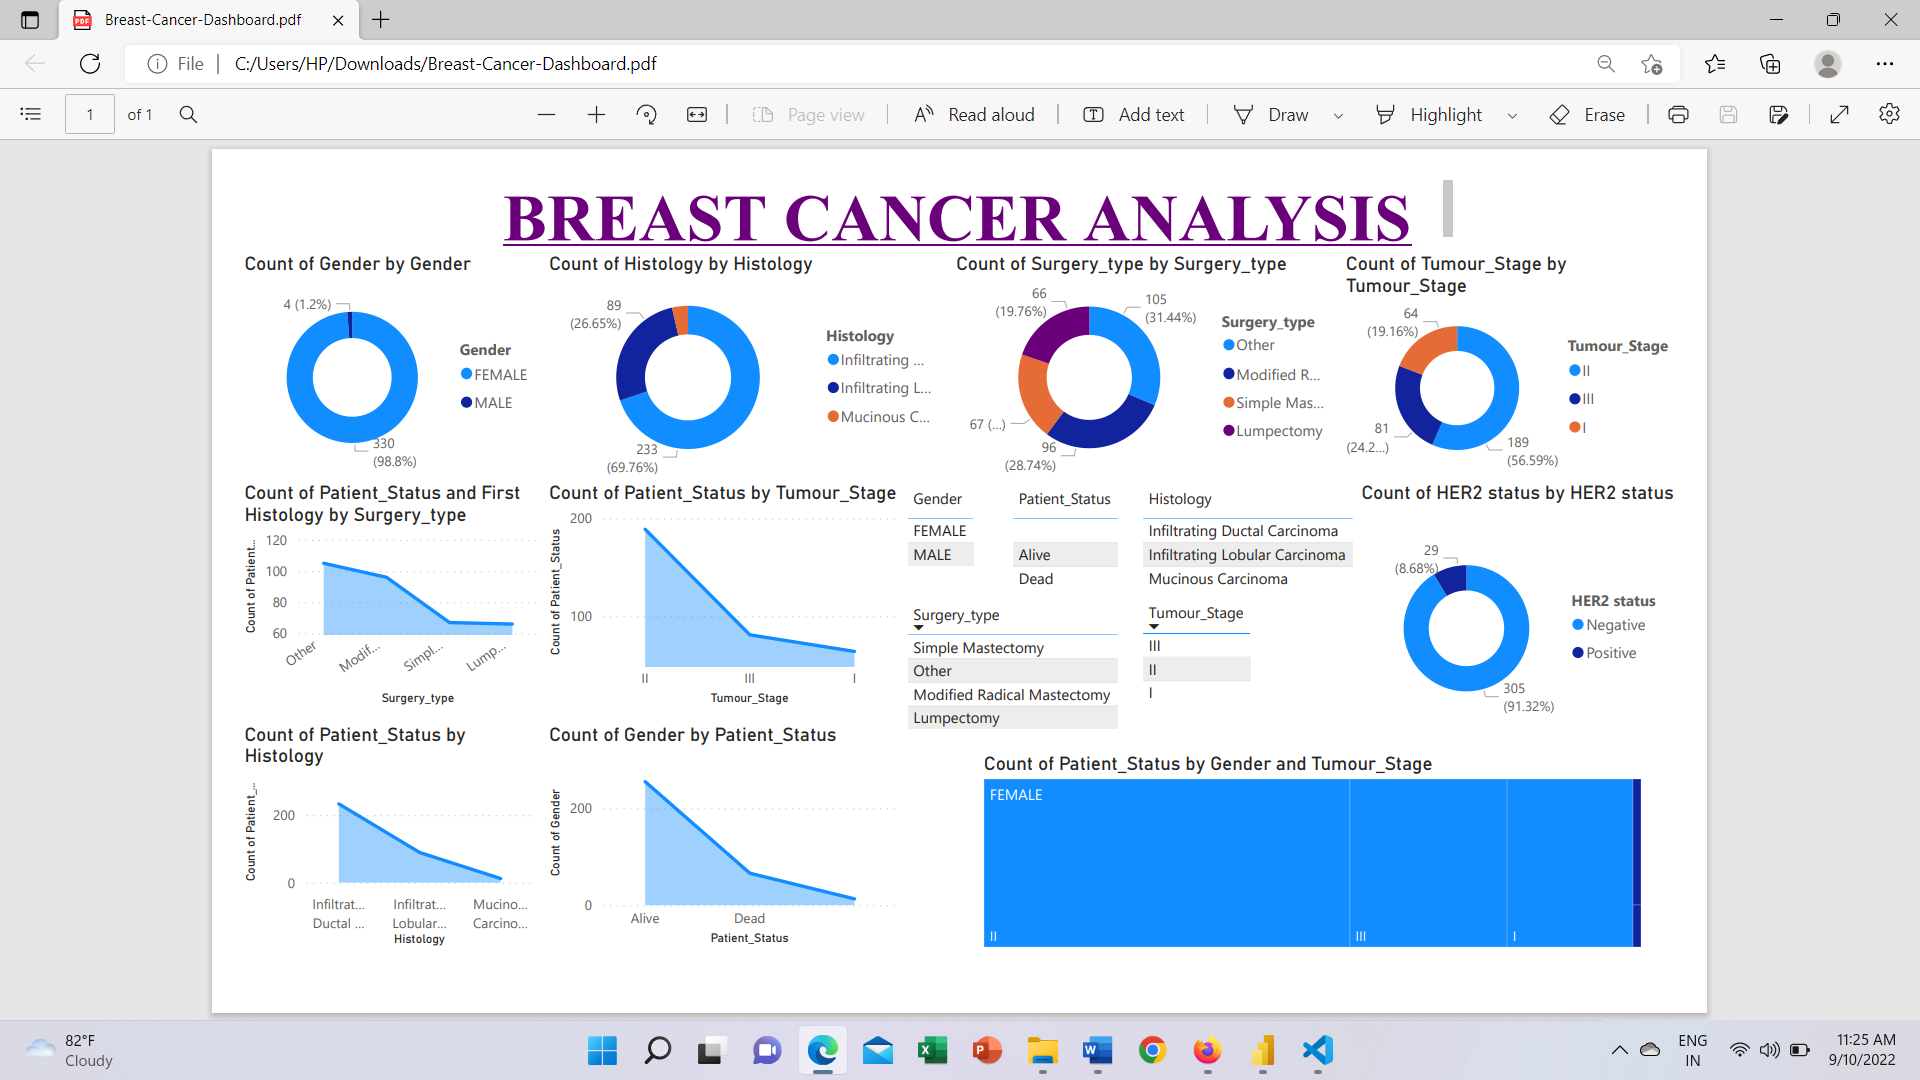 Breast-Cancer-Dashboard.pdf
File
C:/Users/HP/Downloads/Breast-Cancer-Dashboard.pdf
1
of 1
Page view
Read aloud
Add text
Draw
Highlight
Erase
BREAST CANCER ANALYSIS
Count of Gender by Gender
4 (1.2%)
330
(98.8%)
Gender
FEMALE
MALE
Count of Histology by Histology
89
(26.65%)
233
(69.76%)
Histology
Infiltrating ...
Infiltrating L...
Mucinous C...
Count of Surgery_type by Surgery_type
66
(19.76%)
105
(31.44%)
67 (...)
96
(28.74%)
Surgery_type
Other
Modified R...
Simple Mas...
Lumpectomy
Count of Tumour_Stage by
Tumour_Stage
64
(19.16%)
81
(24.2...)
189
(56.59%)
Tumour_Stage
II
III
I
Count of Patient_Status and First
Histology by Surgery_type
Count of Patient...
120
100
80
60
Other
Modif...
Simpl...
Lump...
Surgery_type
Count of Patient_Status by Tumour_Stage
Count of Patient_Status
200
100
II
III
I
Tumour_Stage
Gender
FEMALE
MALE
Patient_Status
Alive
Dead
Histology
Infiltrating Ductal Carcinoma
Infiltrating Lobular Carcinoma
Mucinous Carcinoma
Surgery_type
Simple Mastectomy
Other
Modified Radical Mastectomy
Lumpectomy
Tumour_Stage
III
II
I
Count of HER2 status by HER2 status
29
(8.68%)
305
(91.32%)
HER2 status
Negative
Positive
Count of Patient_Status by
Histology
Count of Patient_...
200
0
Infiltrat...
Ductal ...
Infiltrat...
Lobular...
Mucino...
Carcino...
Histology
Count of Gender by Patient_Status
Count of Gender
200
0
Alive
Dead
Patient_Status
Count of Patient_Status by Gender and Tumour_Stage
FEMALE
II
III
I
82°F
Cloudy
ENG
IN
11:25 AM
9/10/2022